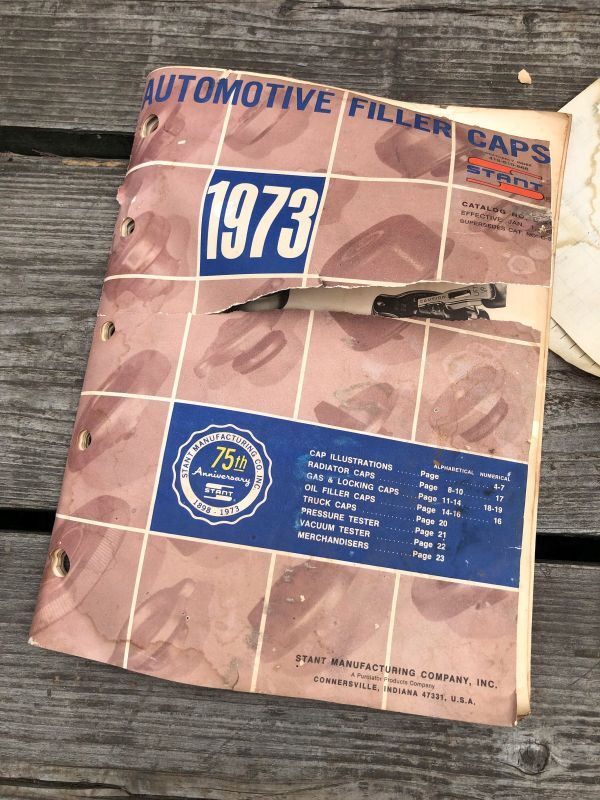 AUTOMOTIVE FILLER CAPS
1973
STANT
CATALOG NO.
EFFECTIVE JAN.
SUPERSEDES CAT. NO.
CAUTION
STANT MANUFACTURING CO. INC.
75th
Anniversary
STANT
1898 - 1973
ALPHABETICAL NUMERICAL
CAP ILLUSTRATIONS Page 4-7
RADIATOR CAPS Page 8-10 17
GAS & LOCKING CAPS Page 11-14 18-19
OIL FILLER CAPS Page 14-16 16
TRUCK CAPS Page 20
PRESSURE TESTER Page 21
VACUUM TESTER Page 22
MERCHANDISERS Page 23
STANT MANUFACTURING COMPANY, INC.
A Purolator Products Company
CONNERSVILLE, INDIANA 47331, U.S.A.